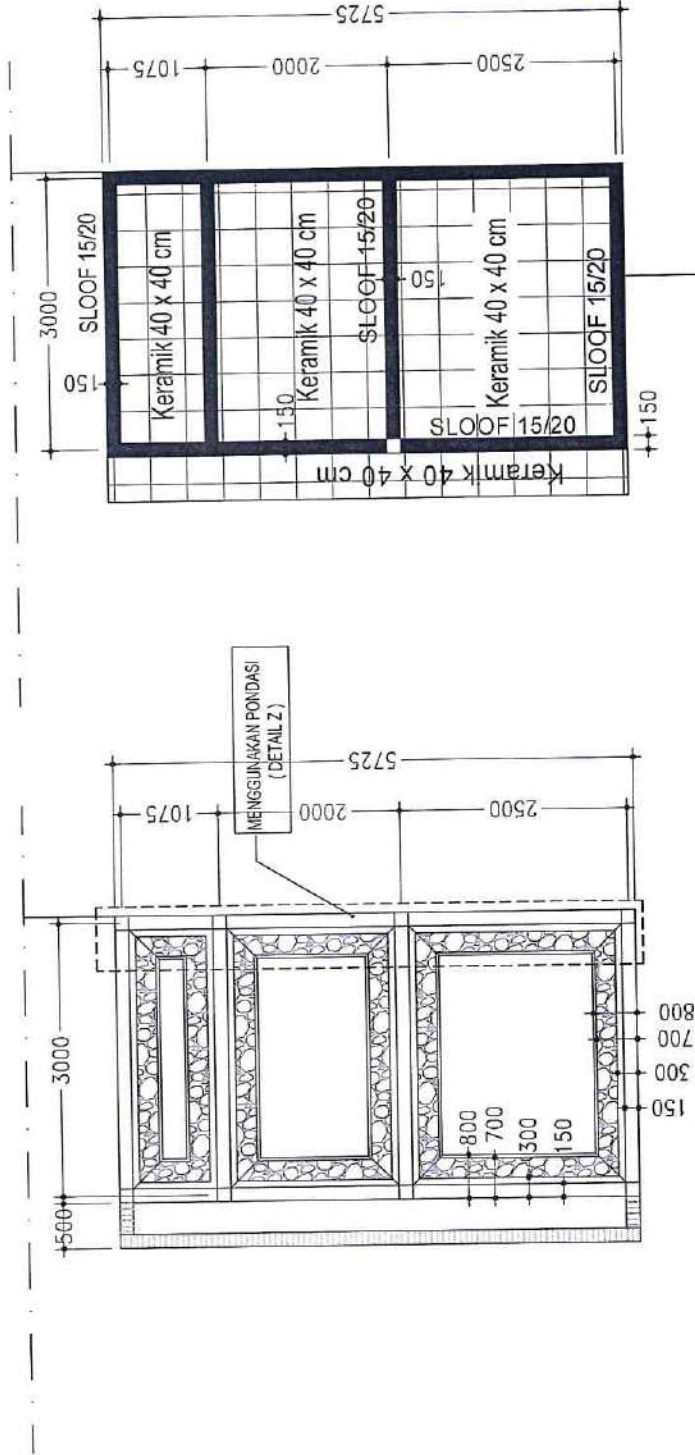 5725
1075
2000
2500
3000
SLOOF 15/20
150
Keramik 40 x 40 cm
Keramik 40 x 40 cm
SLOOF 15/20
150
150
Keramik 40 x 40 cm
SLOOF 15/20
SLOOF 15/20
150
Keramik 40 x 40 cm
MENGGUNAKAN PONDASI
( DETAIL Z )
5725
1075
2000
2500
3000
500
800
700
300
150
800
700
300
150